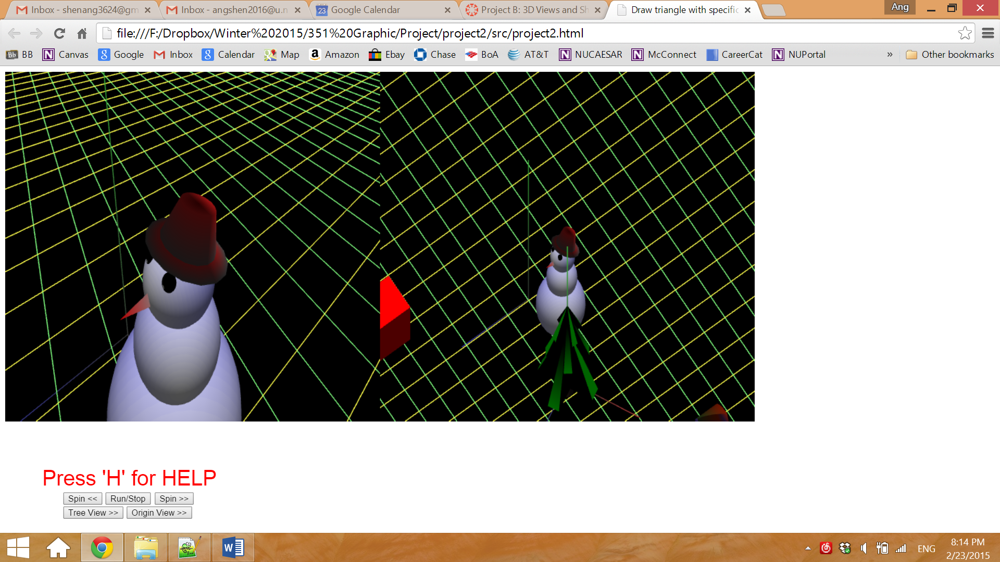 Inbox - shenang3624@gm
Inbox - angshen2016@u.n
23 Google Calendar
Project B: 3D Views and Sh
Draw triangle with specific
Ang
file:///F:/Dropbox/Winter%202015/351%20Graphic/Project/project2/src/project2.html
Bb BB N Canvas g Google Inbox g Calendar Map a Amazon Ebay Chase BoA AT&T N NUCAESAR N McConnect CareerCat N NUPortal » Other bookmarks
Press 'H' for HELP
Spin << Run/Stop Spin >>
Tree View >> Origin View >>
ENG
8:14 PM
2/23/2015